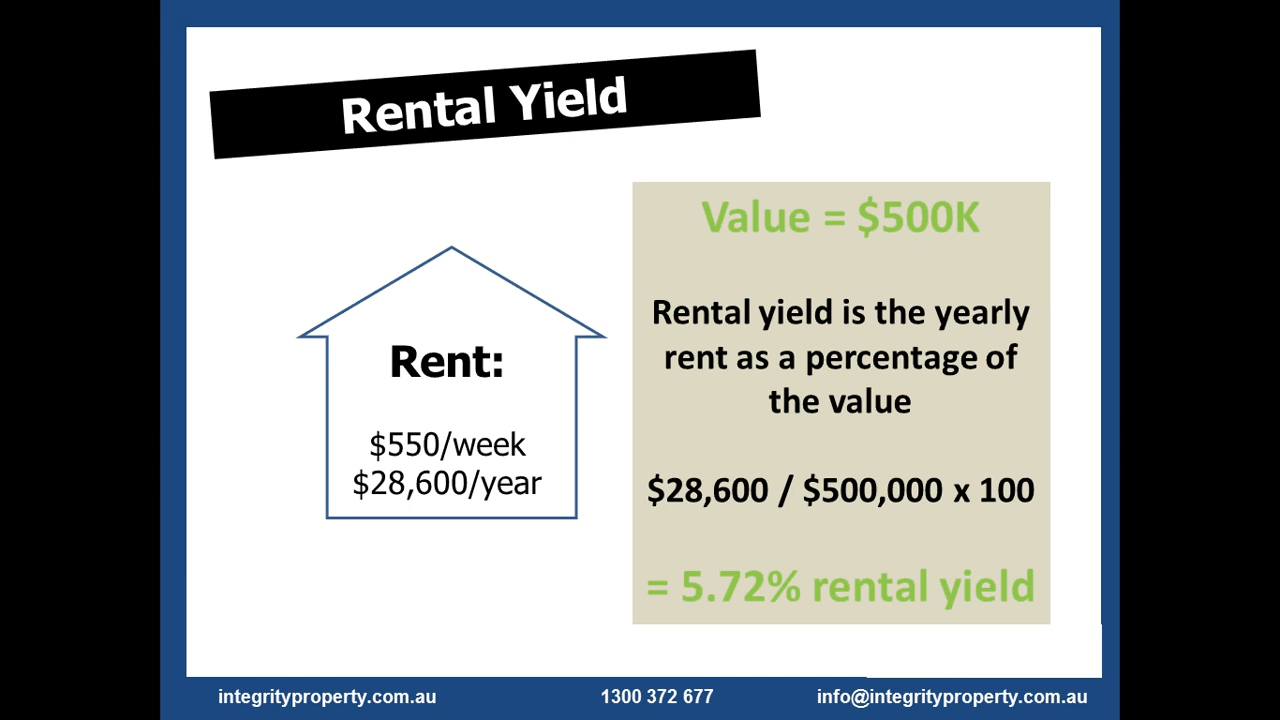 Rental Yield
Value = $500K
Rental yield is the yearly
rent as a percentage of
the value
$28,600 / $500,000 x 100
= 5.72% rental yield
Rent:
$550/week
$28,600/year
integrityproperty.com.au
1300 372 677
info@integrityproperty.com.au